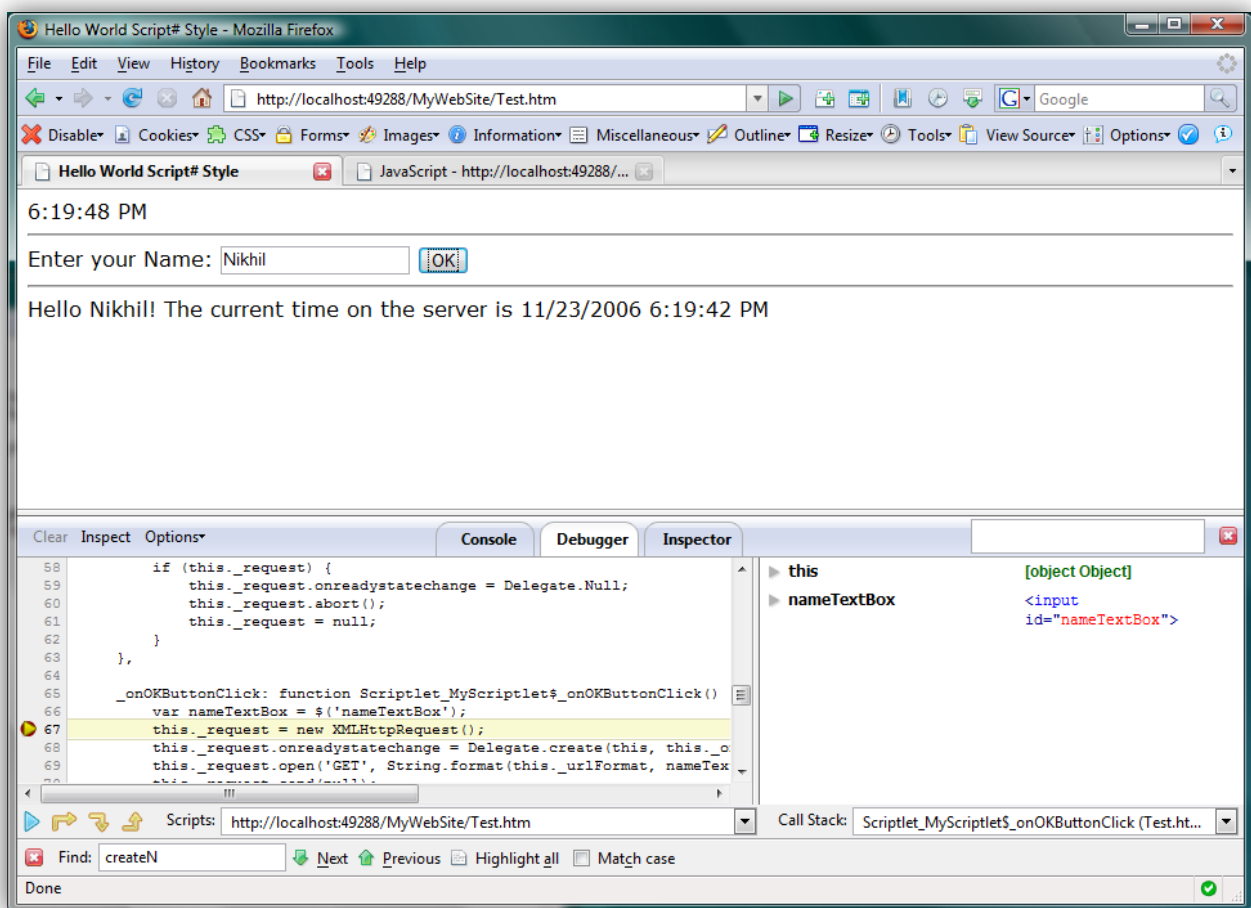 Hello World Script# Style - Mozilla Firefox
File Edit View History Bookmarks Tools Help
http://localhost:49288/MyWebSite/Test.htm G Google
Disable Cookies CSS Forms Images Information Miscellaneous Outline Resize Tools View Source Options
Hello World Script# Style JavaScript - http://localhost:49288/...
6:19:48 PM
Enter your Name: Nikhil OK
Hello Nikhil! The current time on the server is 11/23/2006 6:19:42 PM
Clear Inspect Options Console Debugger Inspector
58 if (this._request) {
59 this._request.onreadystatechange = Delegate.Null;
60 this._request.abort();
61 this._request = null;
62 }
63 },
64
65 _onOKButtonClick: function Scriptlet_MyScriptlet$_onOKButtonClick()
66 var nameTextBox = $('nameTextBox');
67 this._request = new XMLHttpRequest();
68 this._request.onreadystatechange = Delegate.create(this, this._o
69 this._request.open('GET', String.format(this._urlFormat, nameTex
70 this._request.send(null);
this [object Object]
nameTextBox <input
id="nameTextBox">
Scripts: http://localhost:49288/MyWebSite/Test.htm Call Stack: Scriptlet_MyScriptlet$_onOKButtonClick (Test.ht...
Find: createN Next Previous Highlight all Match case
Done